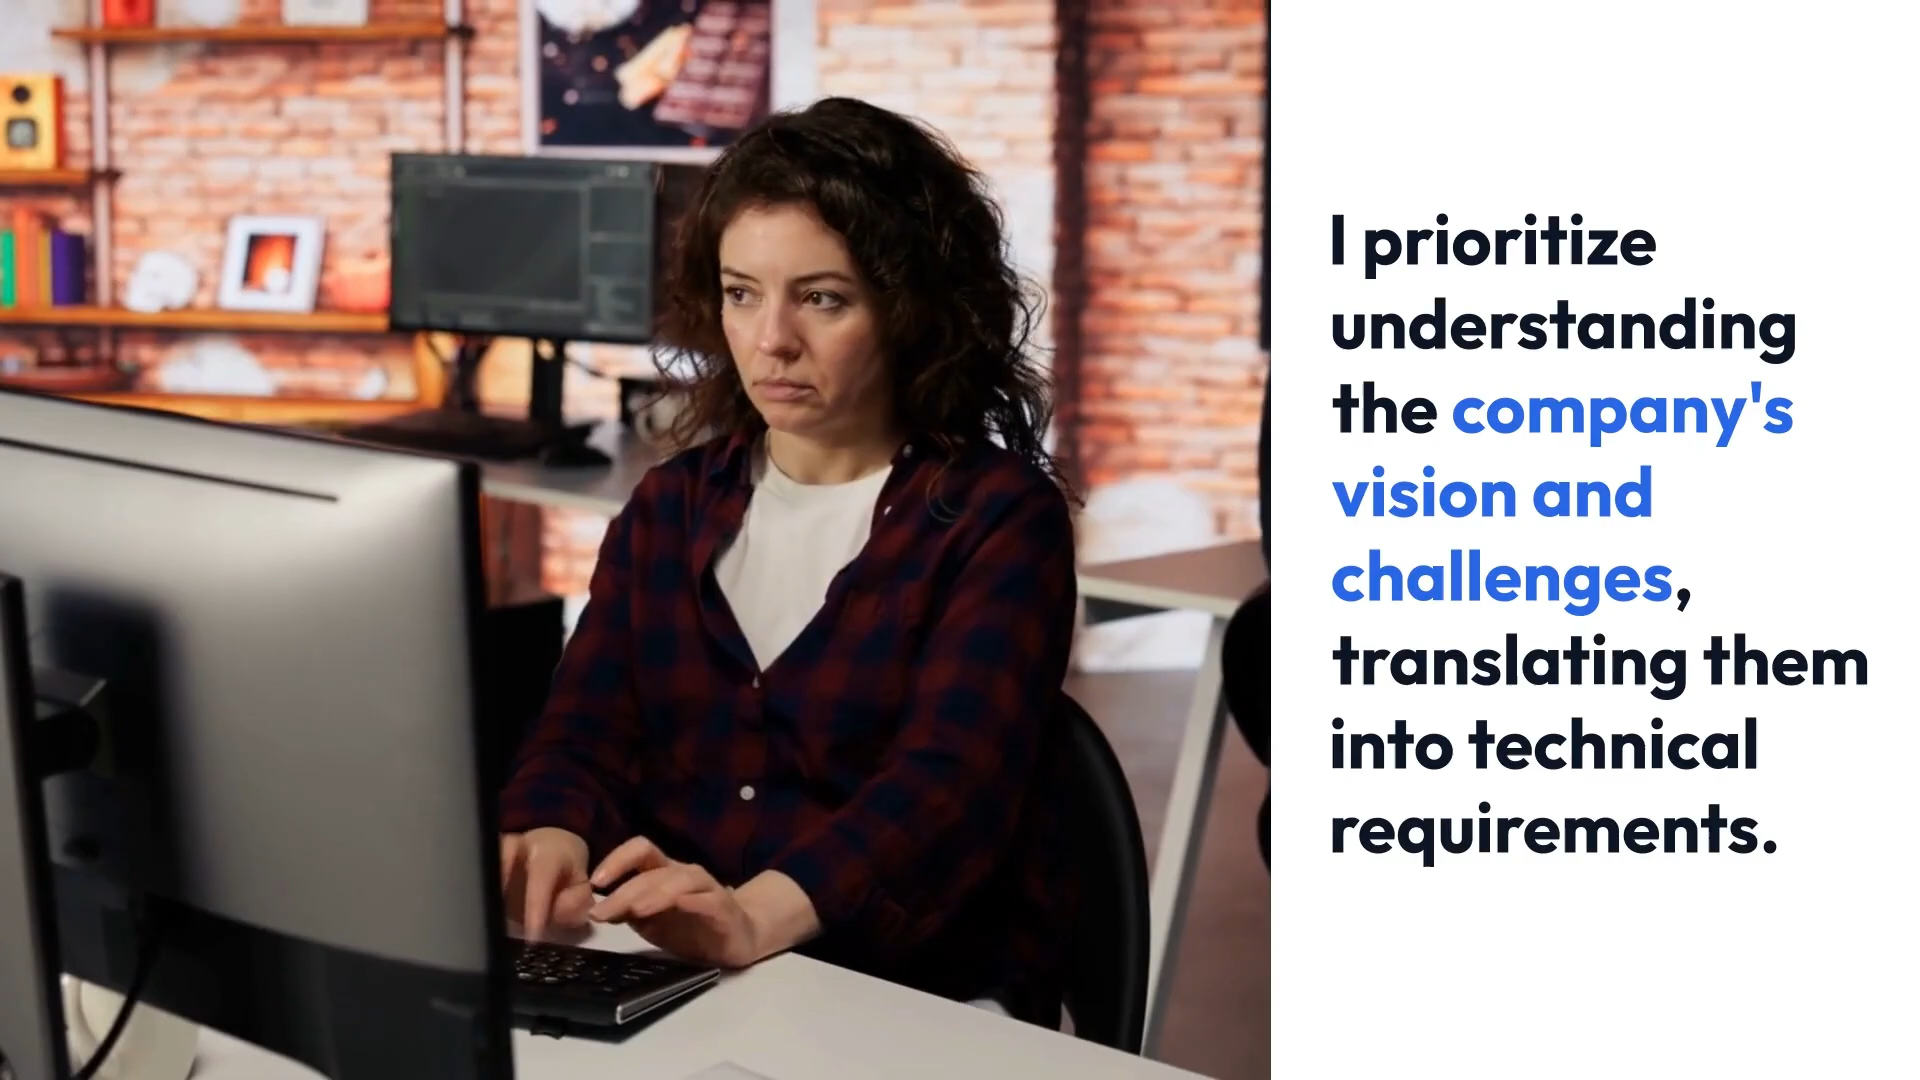 I prioritize
understanding
the company's
vision and
challenges,
translating them
into technical
requirements.